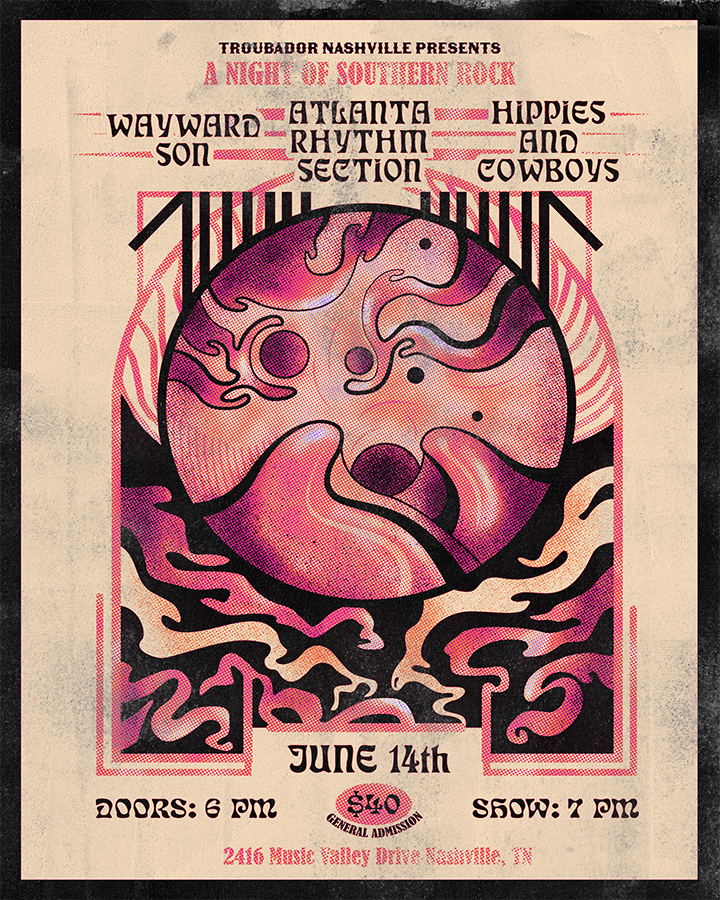 TROUBADOR NASHVILLE PRESENTS
A NIGHT OF SOUTHERN ROCK
WAYWARD
SON
ATLANTA
RHYTHM
SECTION
HIPPIES
AND
COWBOYS
JUNE 14th
DOORS: 6 PM
$40
GENERAL ADMISSION
SHOW: 7 PM
2416 Music Valley Drive Nashville, TN